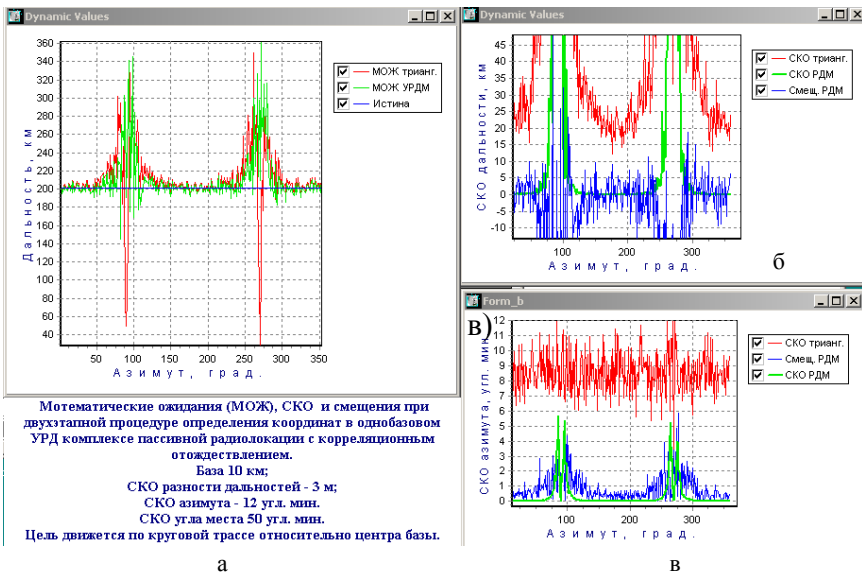 Dynamic Values
360
340
320
300
280
260
240
220
200
180
160
140
120
100
80
60
40
Дальность, км
50 100 150 200 250 300 350
Азимут, град.
МОЖ трианг.
МОЖ УРДМ
Истина
Мотематические ожидания (МОЖ), СКО и смещения при
двухэтапной процедуре определения координат в однобазовом
УРД комплексе пассивной радиолокации с корреляционным
отождествлением.
База 10 км;
СКО разности дальностей - 3 м;
СКО азимута - 12 угл. мин.
СКО угла места 50 угл. мин.
Цель движется по круговой трассе относительно центра базы.
а
Dynamic Values
45
40
35
30
25
20
15
10
5
0
-5
-10
СКО дальности, км
100 200 300
Азимут, град.
СКО трианг.
СКО РДМ
Смещ. РДМ
б
Form_b
в)
12
11
10
9
8
7
6
5
4
3
2
1
0
СКО азимута, угл. мин
100 200 300
Азимут, град.
СКО трианг.
Смещ. РДМ
СКО РДМ
в